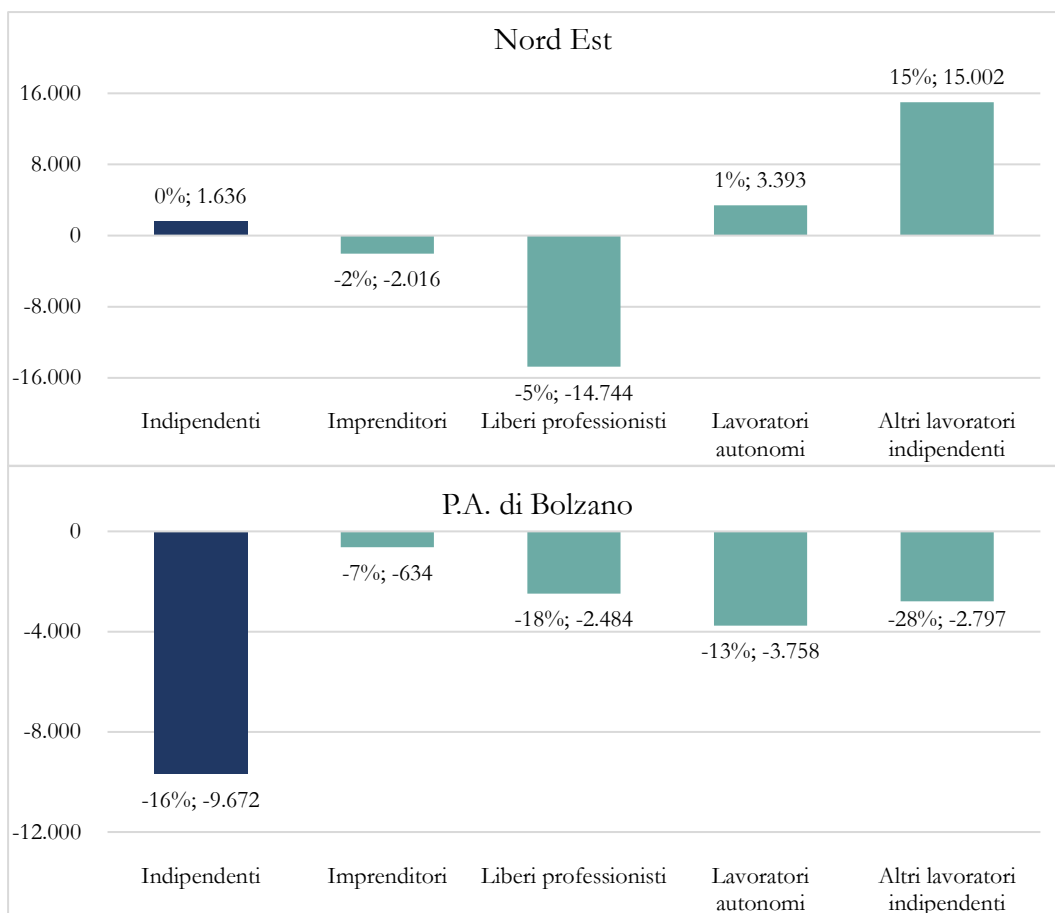 Nord Est
15%; 15.002
16.000
8.000
1%; 3.393
0%; 1.636
0
-2%; -2.016
-8.000
-16.000
-5%; -14.744
Indipendenti
Imprenditori
Liberi professionisti
Lavoratori
autonomi
Altri lavoratori
indipendenti
P.A. di Bolzano
0
-7%; -634
-18%; -2.484
-28%; -2.797
-4.000
-13%; -3.758
-8.000
-16%; -9.672
-12.000
Indipendenti
Imprenditori
Liberi professionisti
Lavoratori
autonomi
Altri lavoratori
indipendenti